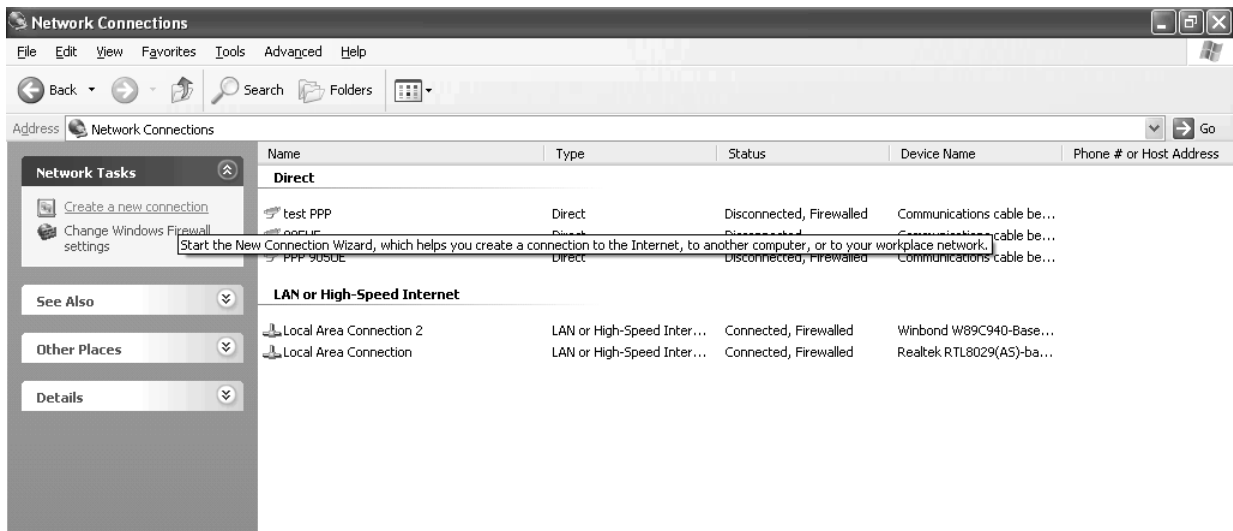 Network Connections
File Edit View Favorites Tools Advanced Help
Back Search Folders
Address Network Connections Go
Network Tasks
Create a new connection
Change Windows Firewall
settings
See Also
Other Places
Details
Name Type Status Device Name Phone # or Host Address
Direct
test PPP Direct Disconnected, Firewalled Communications cable be...
Start the New Connection Wizard, which helps you create a connection to the Internet, to another computer, or to your workplace network.
PPP 905UE Direct Disconnected, Firewalled Communications cable be...
LAN or High-Speed Internet
Local Area Connection 2 LAN or High-Speed Inter... Connected, Firewalled Winbond W89C940-Base...
Local Area Connection LAN or High-Speed Inter... Connected, Firewalled Realtek RTL8029(AS)-ba...